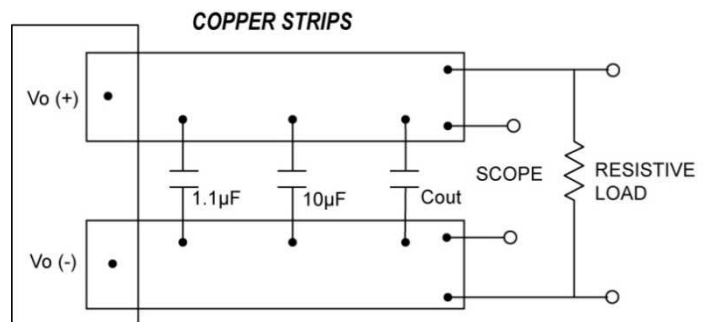 COPPER STRIPS
Vo (+)
1.1µF
10µF
Cout
SCOPE
RESISTIVE
LOAD
Vo (-)